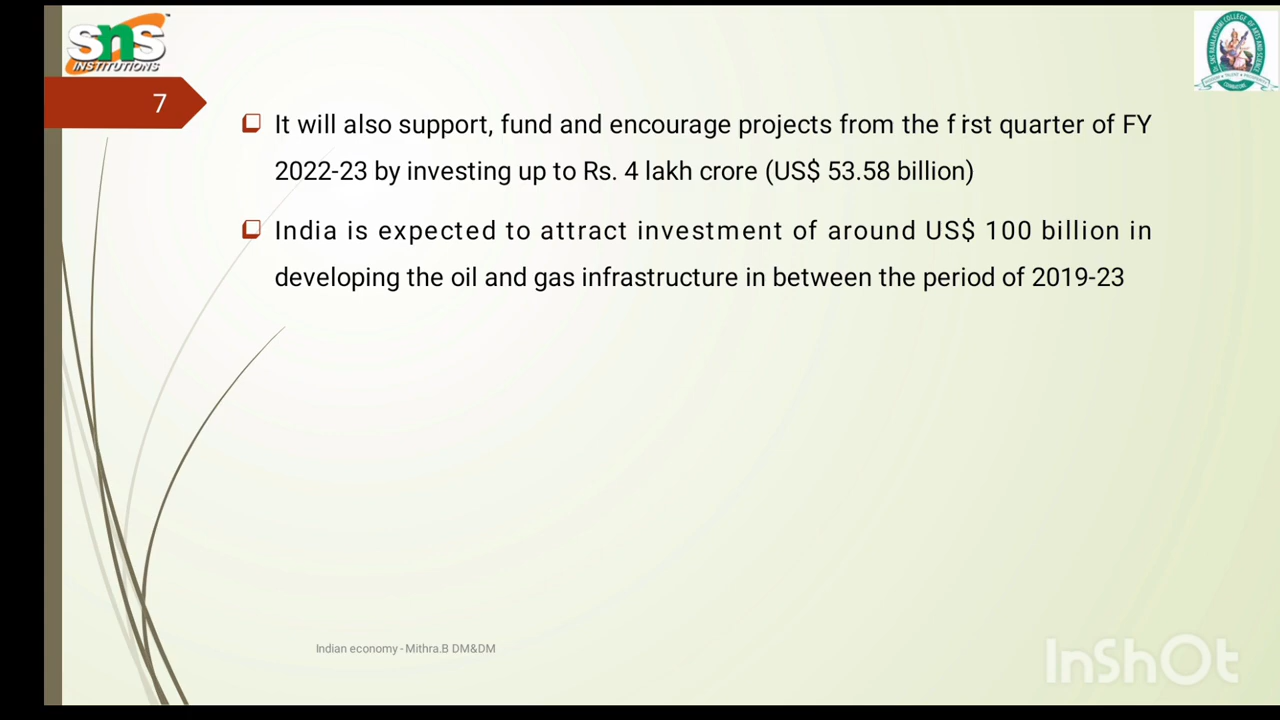 SNS
INSTITUTIONS
7
It will also support, fund and encourage projects from the first quarter of FY
2022-23 by investing up to Rs. 4 lakh crore (US$ 53.58 billion)
India is expected to attract investment of around US$ 100 billion in
developing the oil and gas infrastructure in between the period of 2019-23
Indian economy - Mithra.B DM&DM
InShOt